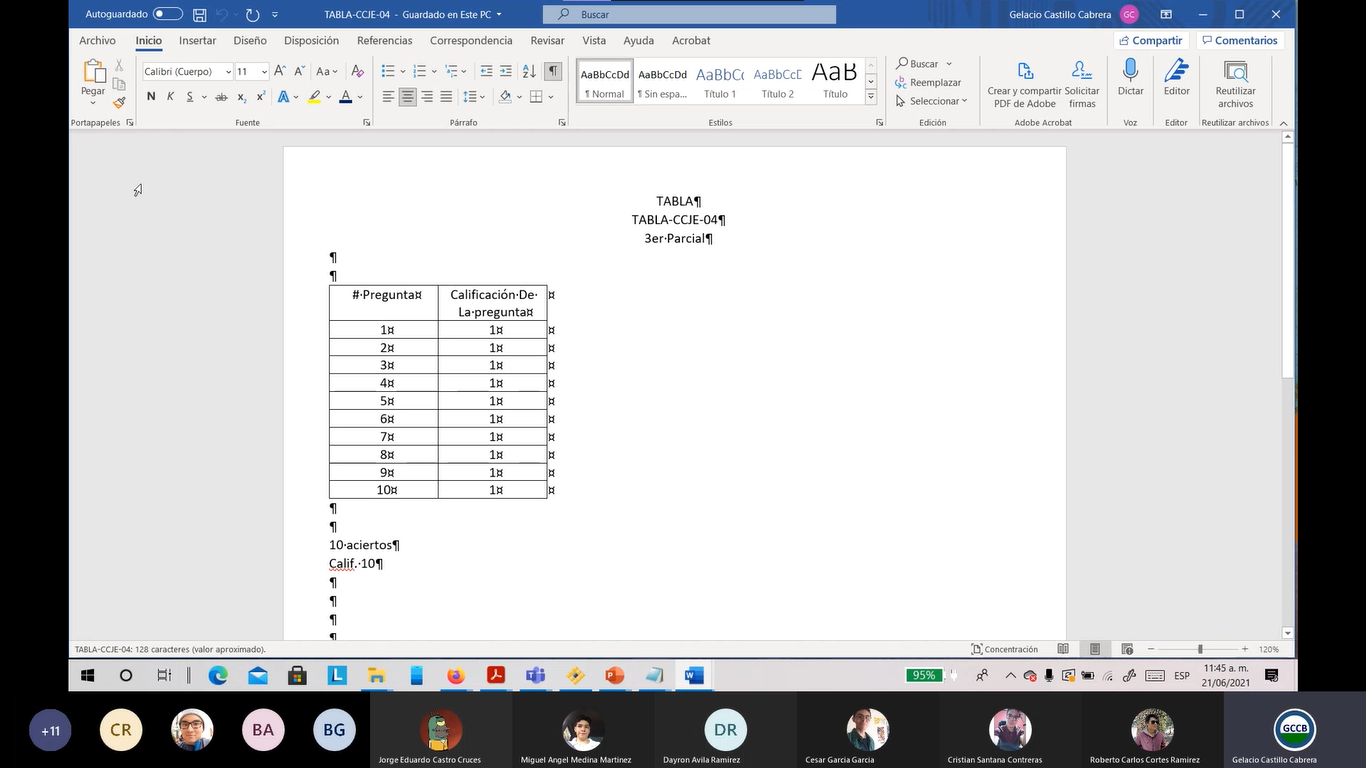 Autoguardado
TABLA-CCJE-04 - Guardado en Este PC
Buscar
Gelacio Castillo Cabrera
GC
Archivo Inicio Insertar Diseño Disposición Referencias Correspondencia Revisar Vista Ayuda Acrobat
Compartir
Comentarios
Pegar
Portapapeles
Calibri (Cuerpo) 11
N K S ab x₂ x²
Fuente
Párrafo
AaBbCcDd AaBbCcDd AaBbCc AaBbCcD AaB
¶ Normal ¶ Sin espa... Título 1 Título 2 Título
Estilos
Buscar
Reemplazar
Seleccionar
Edición
Crear y compartir PDF de Adobe
Solicitar firmas
Adobe Acrobat
Dictar
Voz
Editor
Editor
Reutilizar archivos
Reutilizar archivos
TABLA¶
TABLA-CCJE-04¶
3er·Parcial¶
¶
¶
#·Pregunta¤ Calificación·De· La·pregunta¤ ¤
1¤ 1¤ ¤
2¤ 1¤ ¤
3¤ 1¤ ¤
4¤ 1¤ ¤
5¤ 1¤ ¤
6¤ 1¤ ¤
7¤ 1¤ ¤
8¤ 1¤ ¤
9¤ 1¤ ¤
10¤ 1¤ ¤
¶
¶
10·aciertos¶
Calif.·10¶
¶
¶
¶
¶
TABLA-CCJE-04: 128 caracteres (valor aproximado).
Concentración
120%
95%
ESP
11:45 a. m.
21/06/2021
+11
CR
BA
BG
DR
GCCB
Jorge Eduardo Castro Cruces
Miguel Angel Medina Martinez
Dayron Avila Ramirez
Cesar Garcia Garcia
Cristian Santana Contreras
Roberto Carlos Cortes Ramirez
Gelacio Castillo Cabrera